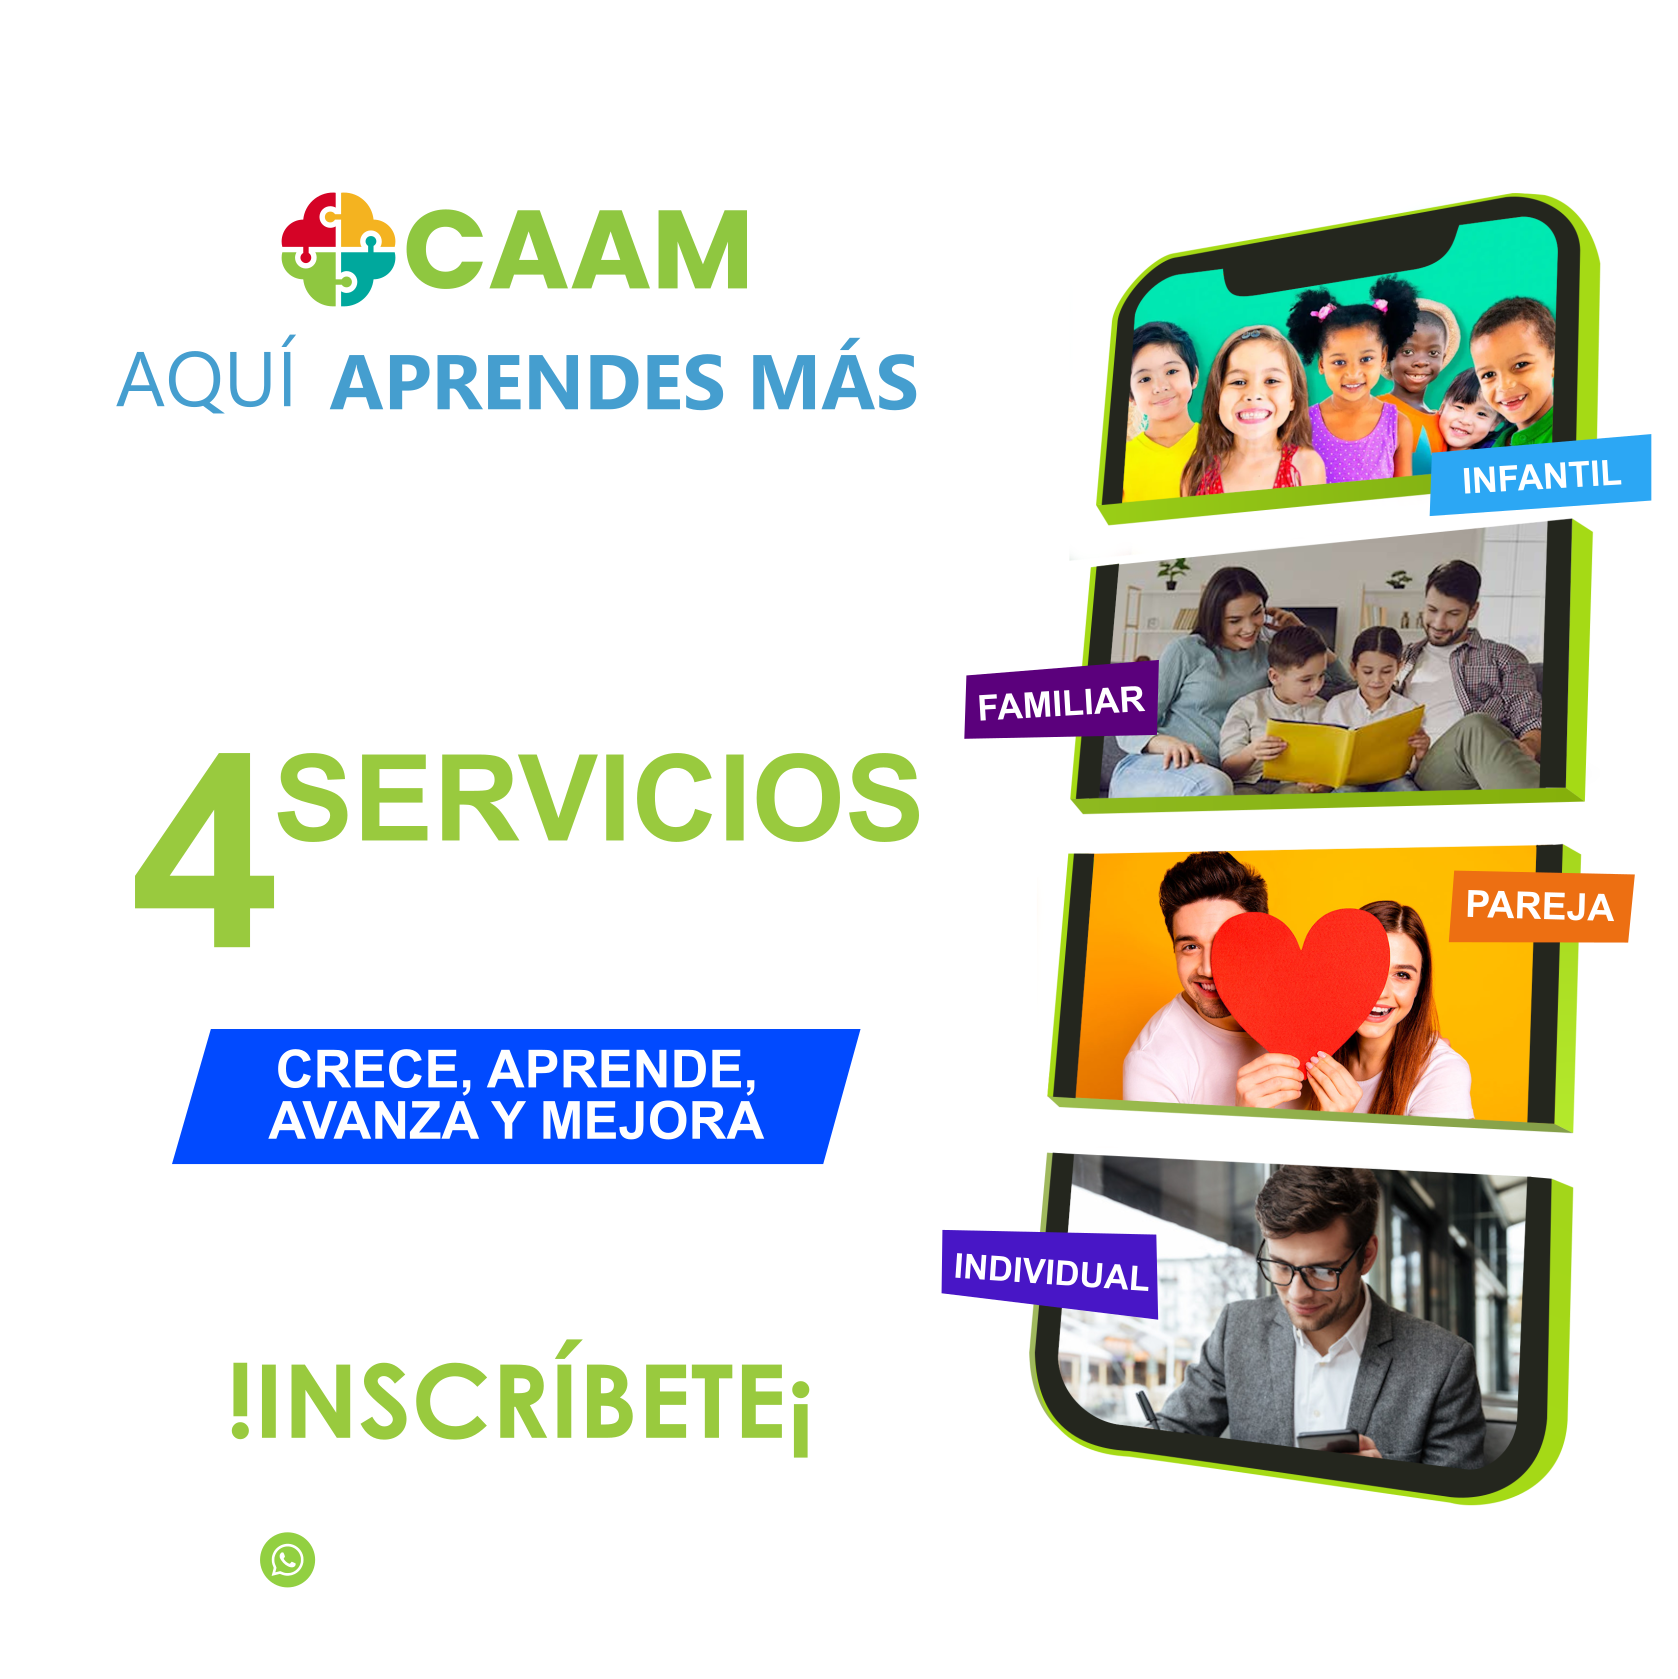 CAAM
AQUÍ APRENDES MÁS
4 SERVICIOS
CRECE, APRENDE,
AVANZA Y MEJORA
!INSCRÍBETE¡
INFANTIL
FAMILIAR
PAREJA
INDIVIDUAL